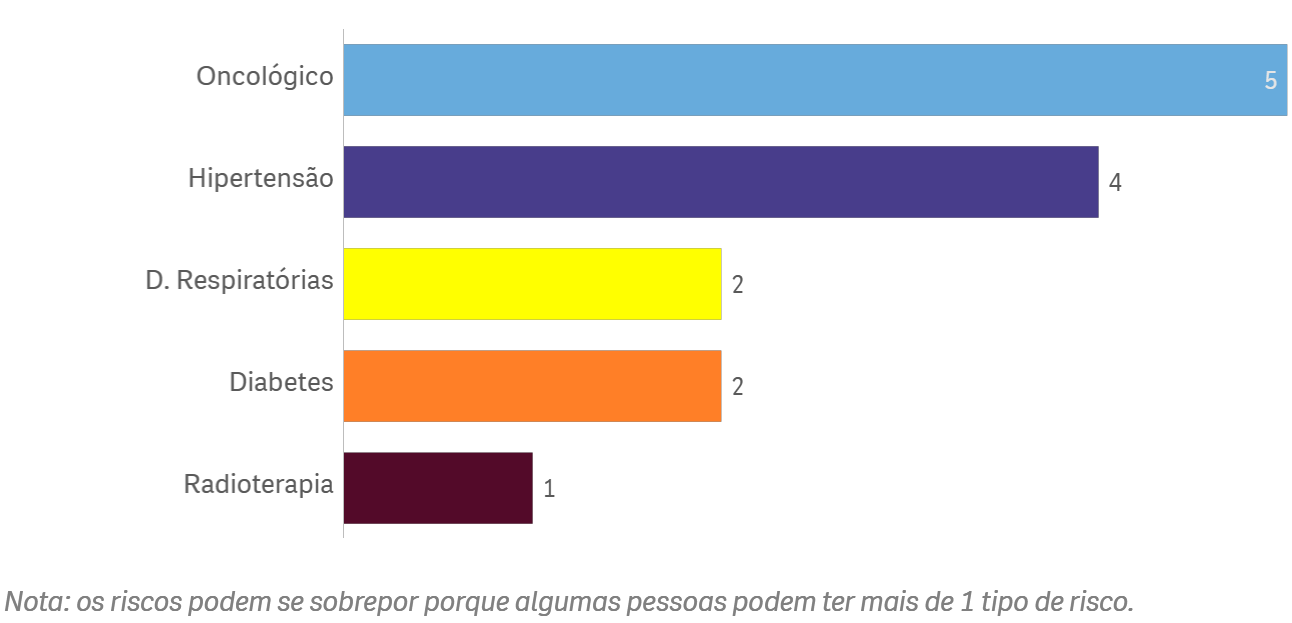 Oncológico 5
Hipertensão 4
D. Respiratórias 2
Diabetes 2
Radioterapia 1
Nota: os riscos podem se sobrepor porque algumas pessoas podem ter mais de 1 tipo de risco.